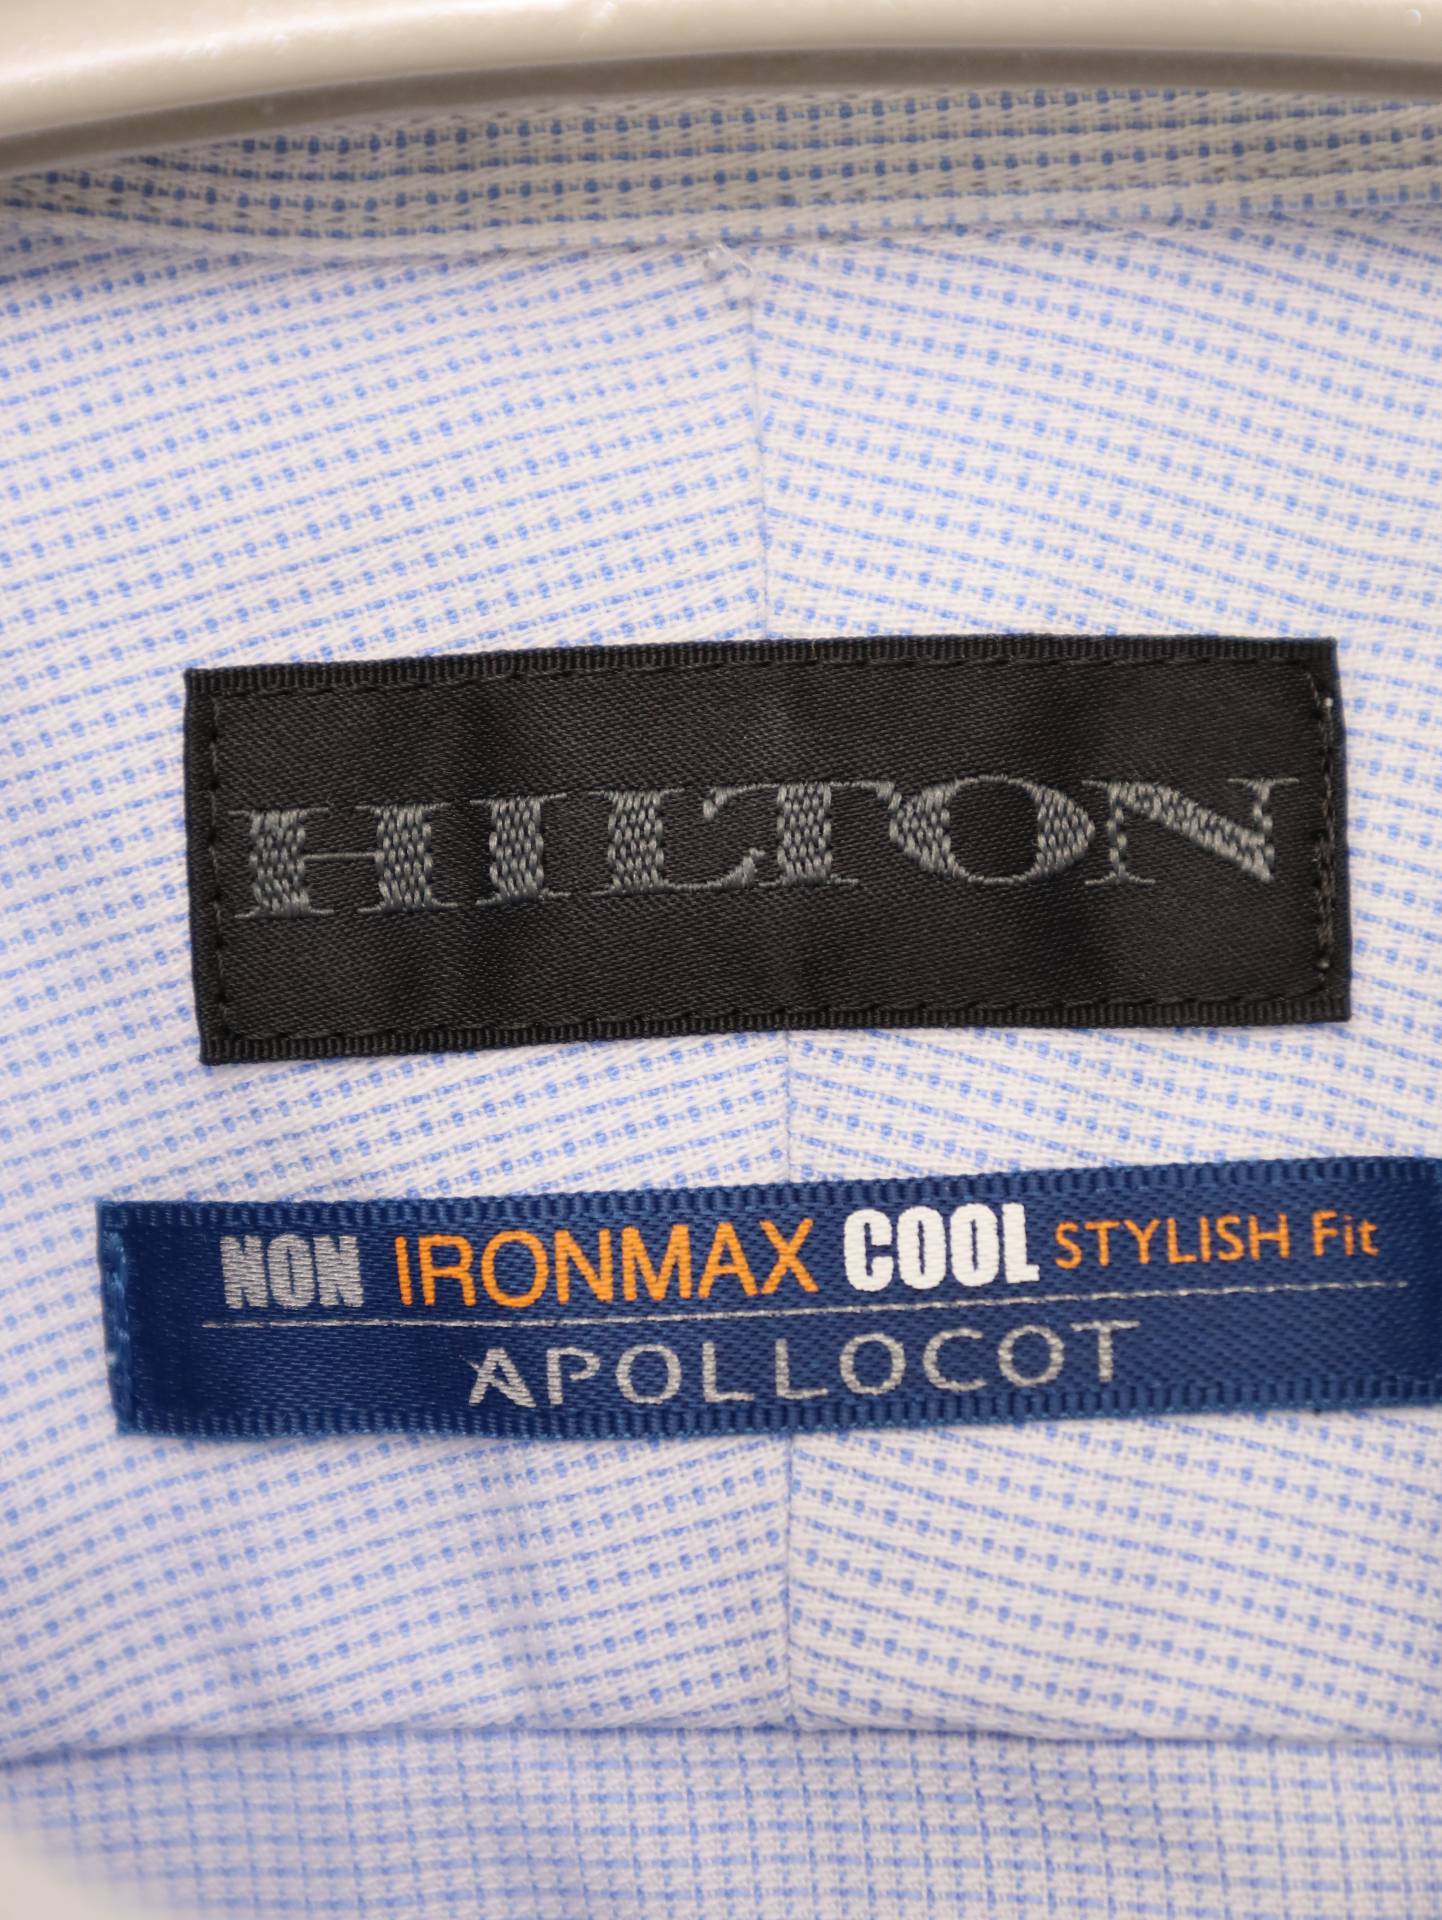 HILTON
NON IRONMAX COOL STYLISH Fit
APOLLOCOT